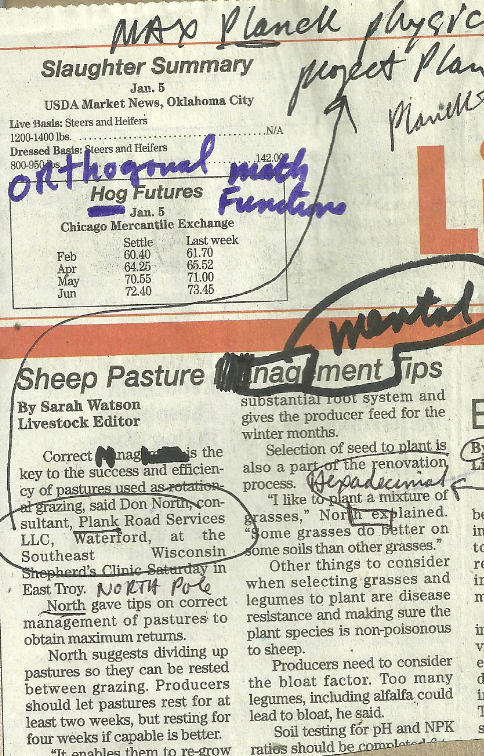 MAX Planck physic
Slaughter Summary
project Plan
Jan. 5
USDA Market News, Oklahoma City
Plancks
Live Basis: Steers and Heifers
1200-1400 lbs. N/A
Dressed Basis: Steers and Heifers
800-950 lbs. 142.00
ORthogonal math
Functions
Hog Futures
Jan. 5
Chicago Mercantile Exchange
Settle Last week
Feb 60.40 61.70
Apr 64.25 65.52
May 70.55 71.00
Jun 72.40 73.45
Li
mental
Sheep Pasture Management Tips
By Sarah Watson
Livestock Editor
Correct Manag is the
key to the success and efficien-
cy of pastures used as rotation-
al grazing, said Don North, con-
sultant, Plank Road Services
LLC, Waterford, at the
Southeast Wisconsin
Shepherd's Clinic Saturday in
East Troy. NORTH Pole
North gave tips on correct
management of pastures to
obtain maximum returns.
North suggests dividing up
pastures so they can be rested
between grazing. Producers
should let pastures rest for at
least two weeks, but resting for
four weeks if capable is better.
"It enables them to re-grow
substantial root system and
gives the producer feed for the
winter months.
Selection of seed to plant is
also a part of the renovation
process. Hexadecimal
"I like to plant a mixture of
grasses," North explained.
"Some grasses do better on
some soils than other grasses."
Other things to consider
when selecting grasses and
legumes to plant are disease
resistance and making sure the
plant species is non-poisonous
to sheep.
Producers need to consider
the bloat factor. Too many
legumes, including alfalfa could
lead to bloat, he said.
Soil testing for pH and NPK
ratios should be completed
E
By
Li